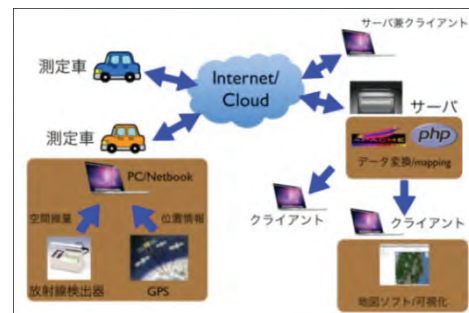 サーバ兼クライアント
測定車
Internet/
Cloud
サーバ
測定車
APACHE
php
データ変換/mapping
PC/Netbook
クライアント
クライアント
空間線量
位置情報
放射線検出器
GPS
地図ソフト/可視化